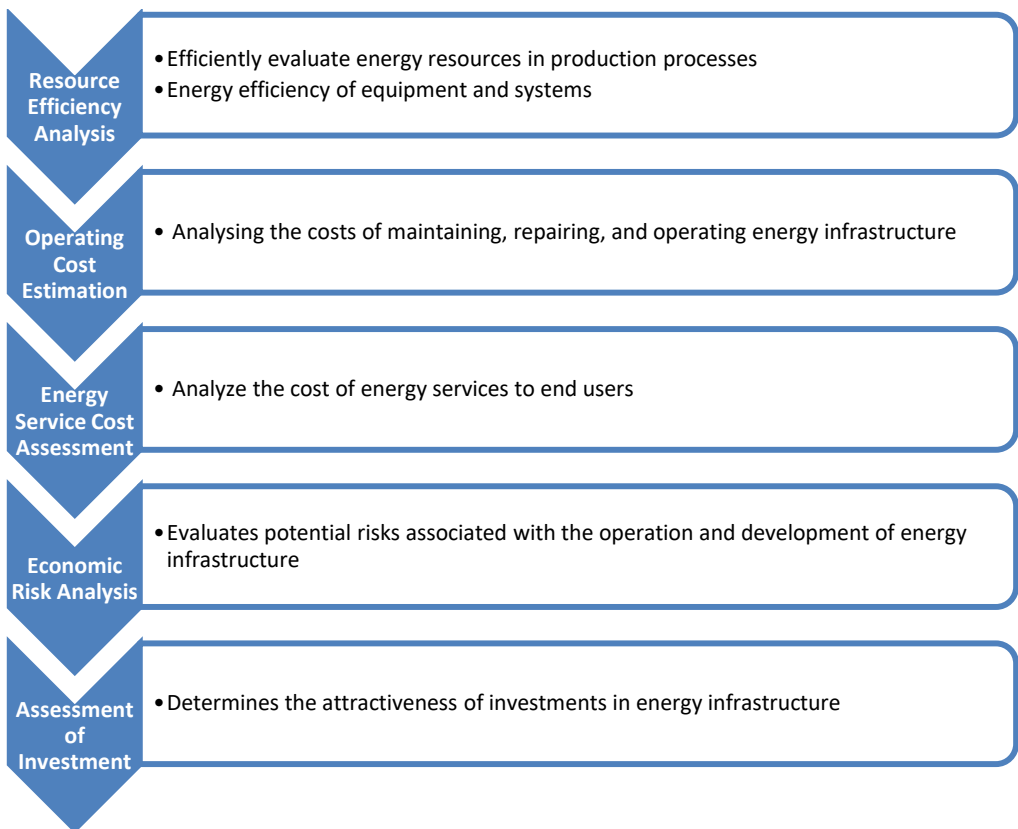 Resource
Efficiency
Analysis
•Efficiently evaluate energy resources in production processes
•Energy efficiency of equipment and systems
Operating
Cost
Estimation
• Analysing the costs of maintaining, repairing, and operating energy infrastructure
Energy
Service Cost
Assessment
• Analyze the cost of energy services to end users
Economic
Risk Analysis
•Evaluates potential risks associated with the operation and development of energy
infrastructure
Assessment
of
Investment
•Determines the attractiveness of investments in energy infrastructure